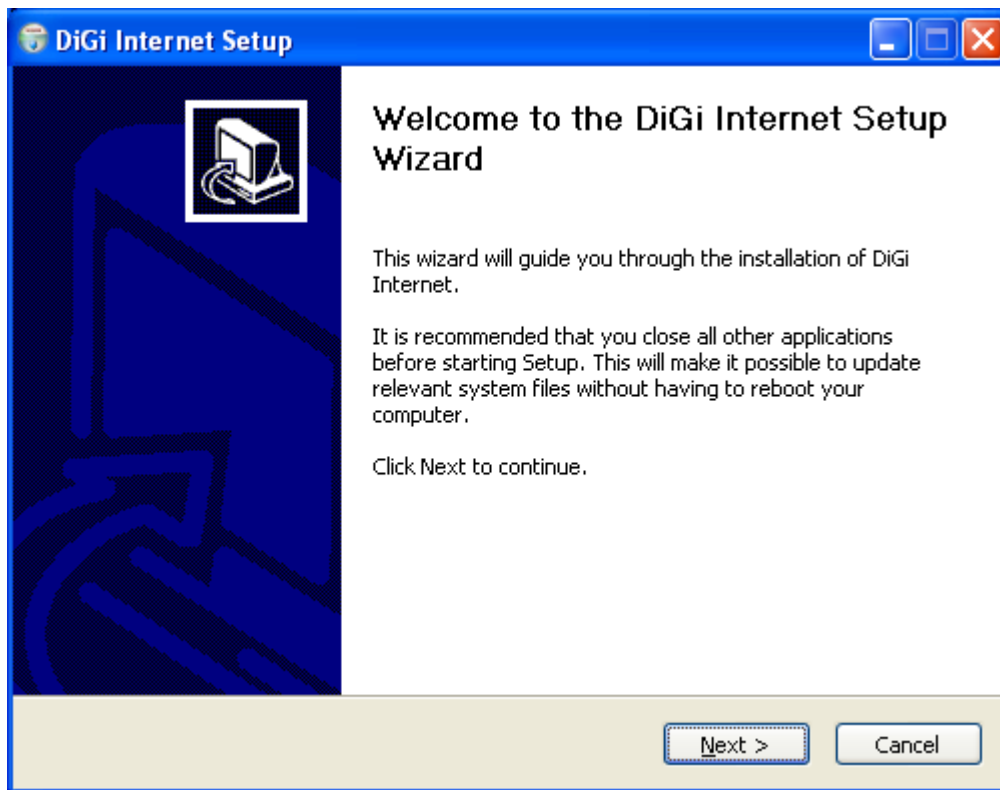 DiGi Internet Setup
Welcome to the DiGi Internet Setup
Wizard
This wizard will guide you through the installation of DiGi
Internet.
It is recommended that you close all other applications
before starting Setup. This will make it possible to update
relevant system files without having to reboot your
computer.
Click Next to continue.
Next >
Cancel